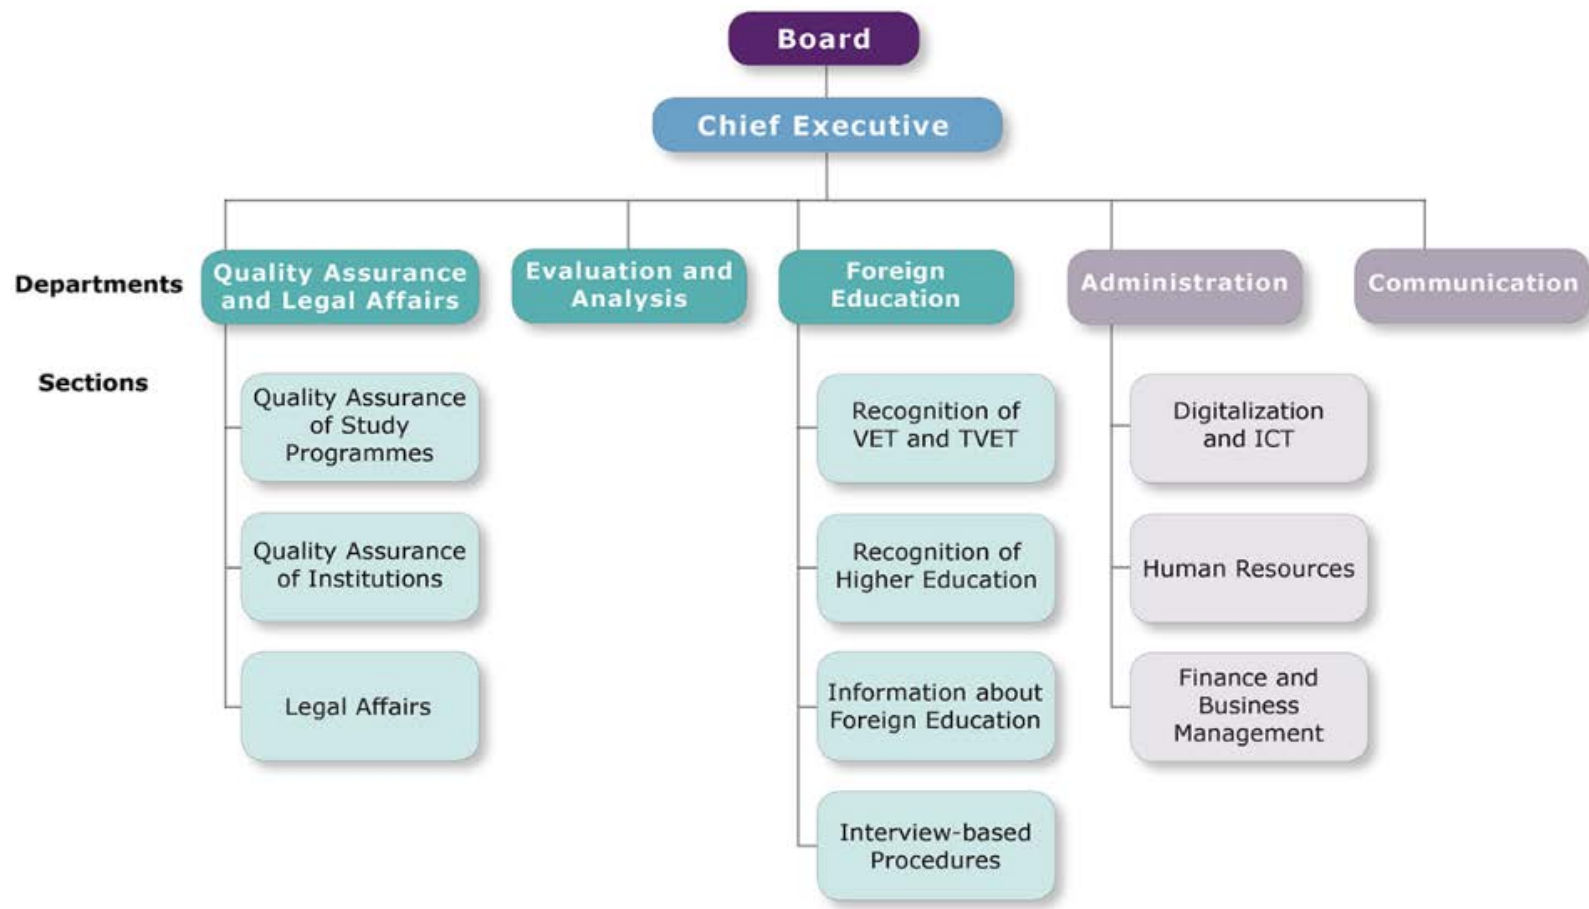 Board
Chief Executive
Departments
Quality Assurance
and Legal Affairs
Evaluation and
Analysis
Foreign
Education
Administration
Communication
Sections
Quality Assurance
of Study
Programmes
Recognition of
VET and TVET
Digitalization
and ICT
Quality Assurance
of Institutions
Recognition of
Higher Education
Human Resources
Legal Affairs
Information about
Foreign Education
Finance and
Business
Management
Interview-based
Procedures